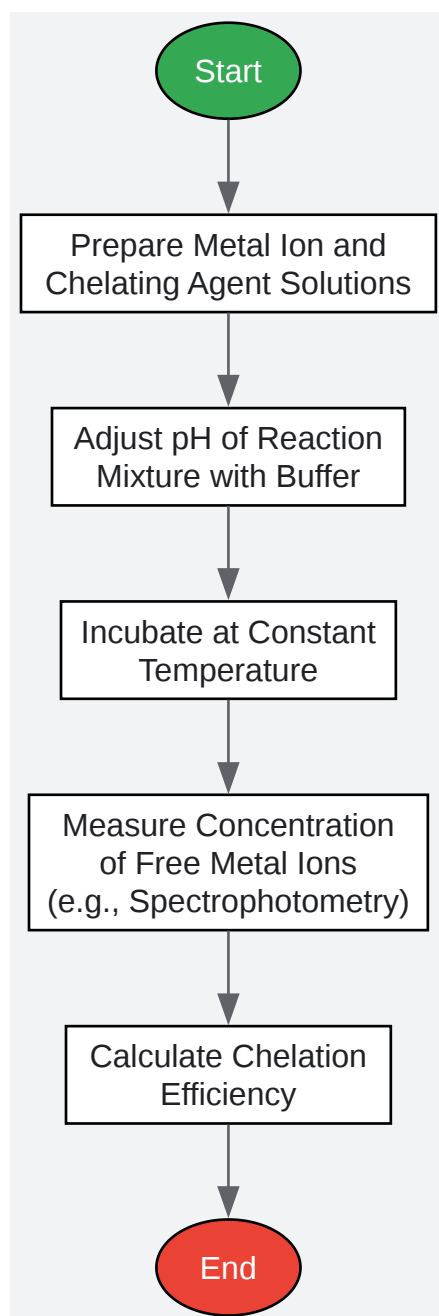 Start
Prepare Metal Ion and
Chelating Agent Solutions
Adjust pH of Reaction
Mixture with Buffer
Incubate at Constant
Temperature
Measure Concentration
of Free Metal Ions
(e.g., Spectrophotometry)
Calculate Chelation
Efficiency
End